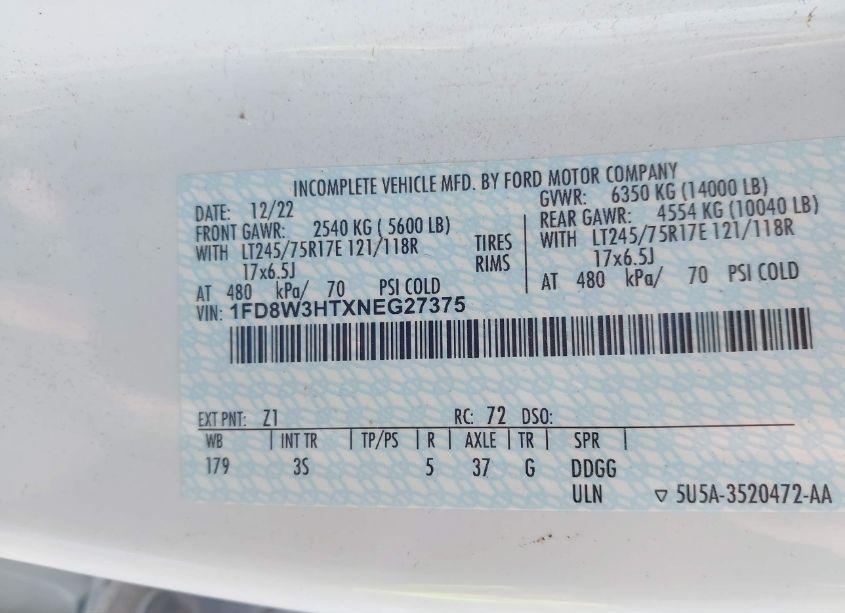 INCOMPLETE VEHICLE MFD. BY FORD MOTOR COMPANY
DATE: 12/22 GVWR: 6350 KG (14000 LB)
FRONT GAWR: 2540 KG ( 5600 LB) REAR GAWR: 4554 KG (10040 LB)
WITH LT245/75R17E 121/118R TIRES WITH LT245/75R17E 121/118R
17x6.5J RIMS 17x6.5J
AT 480 kPa/ 70 PSI COLD AT 480 kPa/ 70 PSI COLD
VIN: 1FD8W3HTXNEG27375
EXT PNT: Z1 RC: 72 DSO:
WB INT TR TP/PS R AXLE TR SPR
179 3S 5 37 G DDGG
ULN ▽ 5U5A-3520472-AA